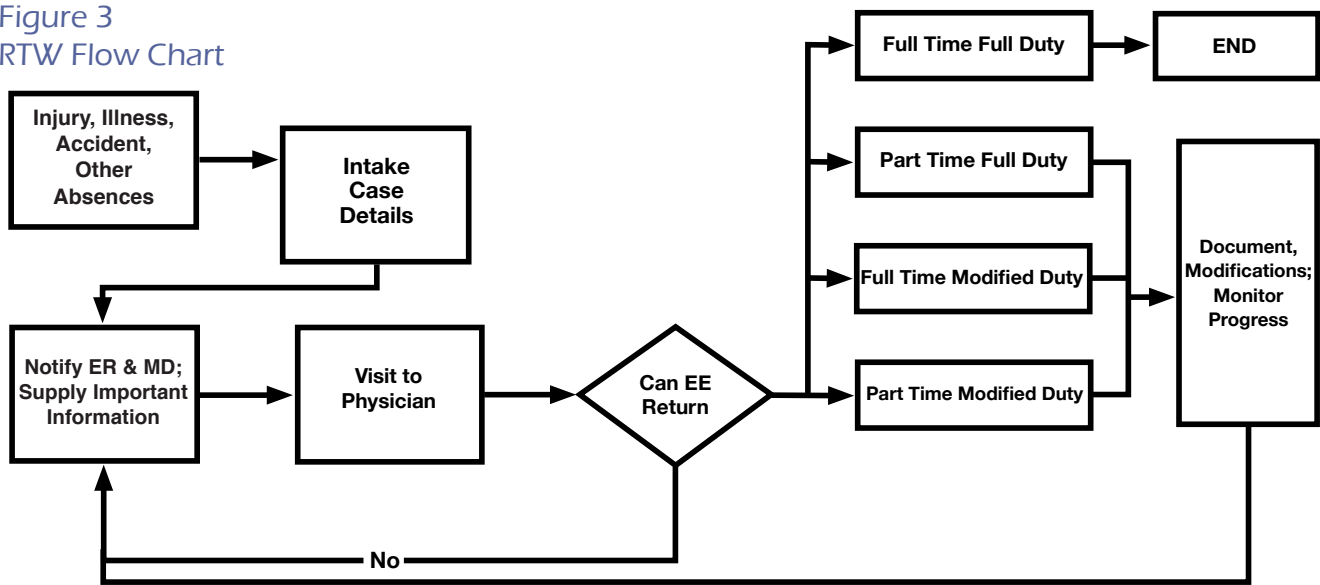 Figure 3
RTW Flow Chart
Injury, Illness,
Accident,
Other
Absences
Intake
Case
Details
Notify ER & MD;
Supply Important
Information
Visit to
Physician
Can EE
Return
No
Full Time Full Duty
END
Part Time Full Duty
Full Time Modified Duty
Part Time Modified Duty
Document,
Modifications;
Monitor
Progress